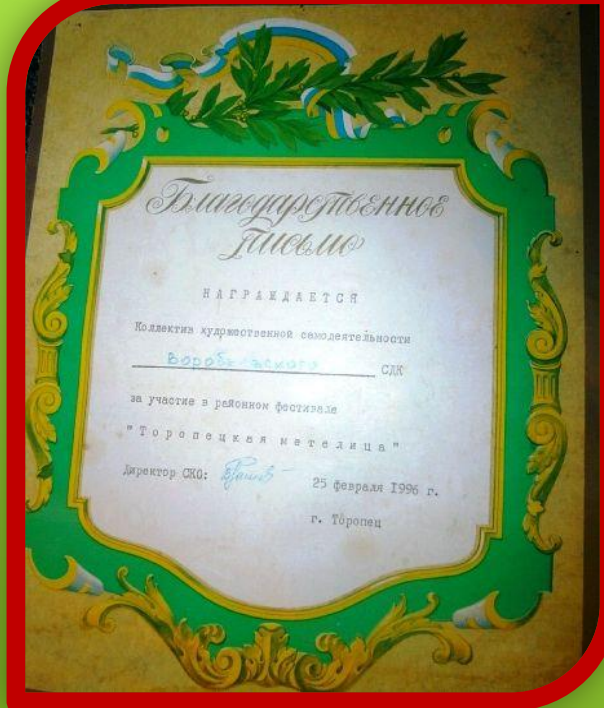 Благодарственное
письмо
НАГРАЖДАЕТСЯ
Коллектив художественной самодеятельности
СДК
за участие в районном фестивале
"Торопецкая метелица"
Директор СКО:
25 февраля 1996 г.
г. Торопец